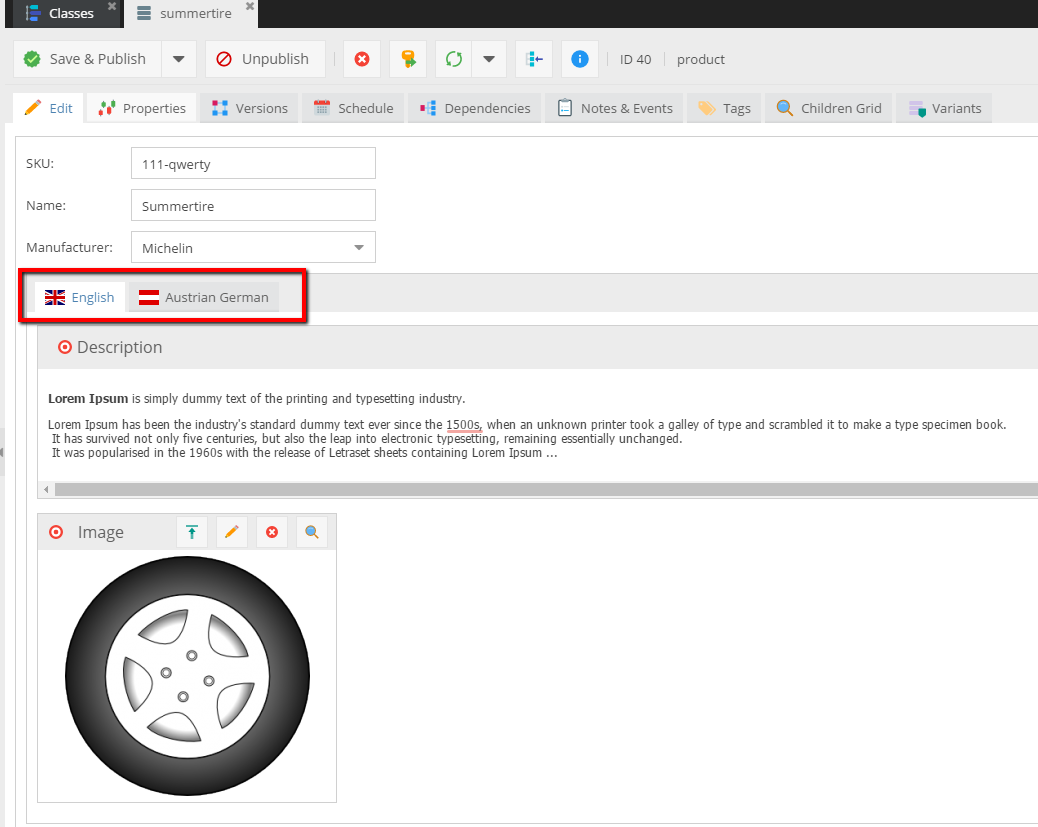 Classes summertire
Save & Publish Unpublish ID 40 product
Edit Properties Versions Schedule Dependencies Notes & Events Tags Children Grid Variants
SKU: 111-qwerty
Name: Summertire
Manufacturer: Michelin
English Austrian German
Description
Lorem Ipsum is simply dummy text of the printing and typesetting industry.
Lorem Ipsum has been the industry's standard dummy text ever since the 1500s, when an unknown printer took a galley of type and scrambled it to make a type specimen book.
It has survived not only five centuries, but also the leap into electronic typesetting, remaining essentially unchanged.
It was popularised in the 1960s with the release of Letraset sheets containing Lorem Ipsum ...
Image